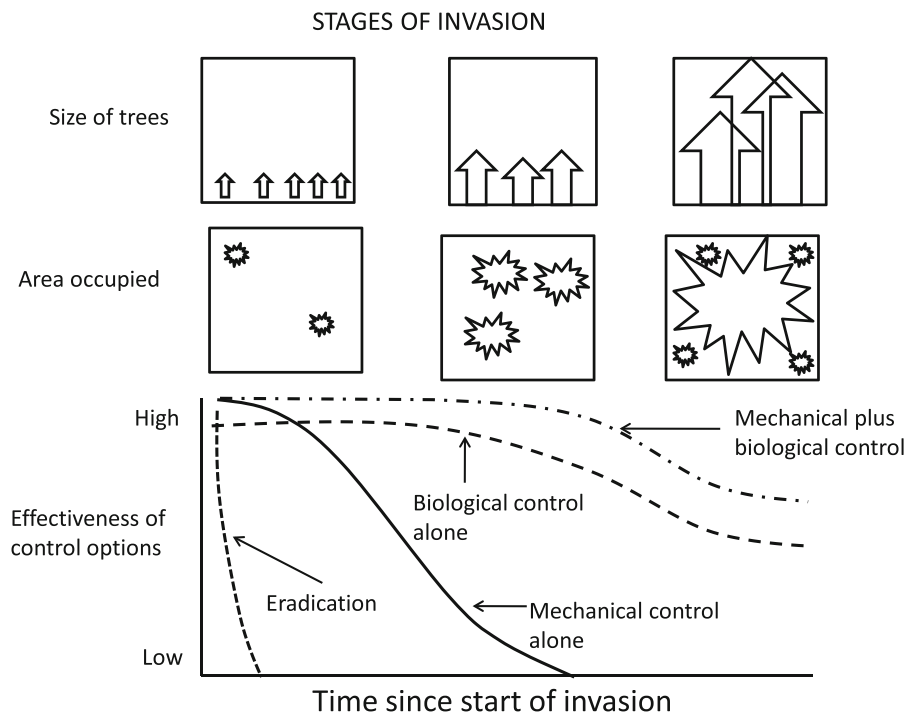 STAGES OF INVASION
Size of trees
Area occupied
High
Mechanical plus
biological control
Biological control
alone
Effectiveness of
control options
Eradication
Mechanical control
alone
Low
Time since start of invasion